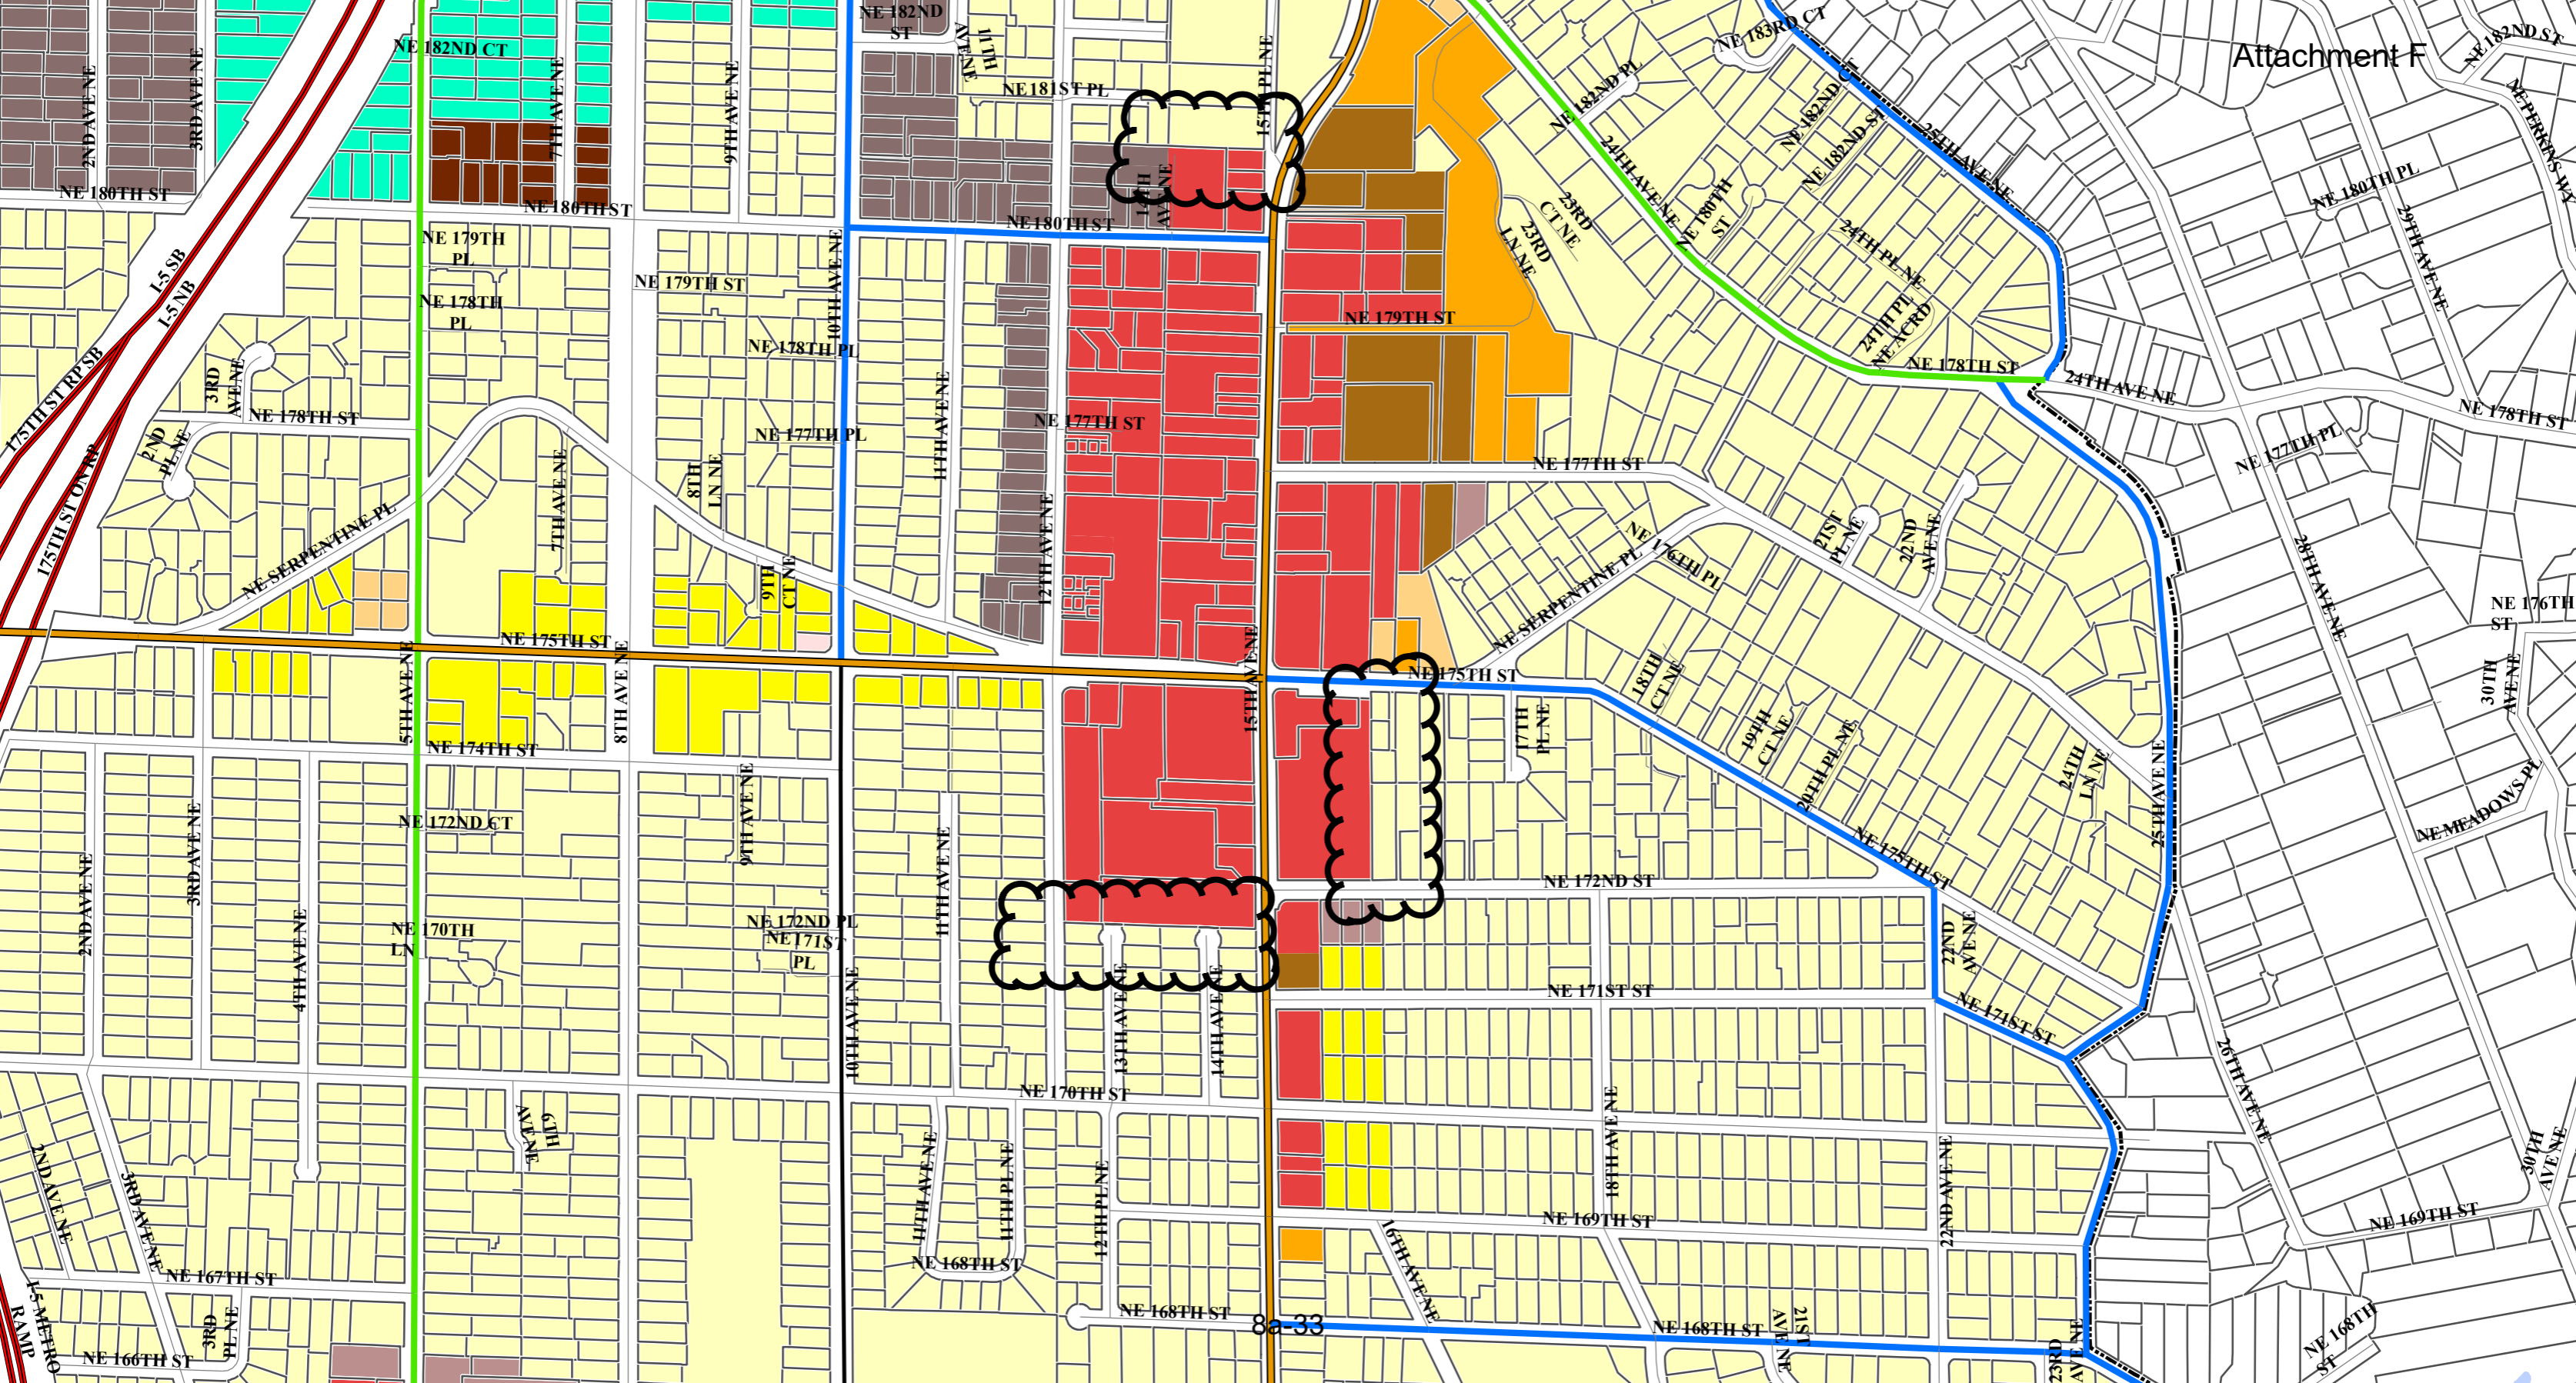 Attachment F
NE 182ND
ST
NE 183RD CT
NE 182ND ST
NE 182ND CT
11TH
AVENE
15TH PL NE
NE 182ND PL
NE PERKINS WY
2ND AVE NE
3RD AVE NE
7TH AVE NE
9TH AVE NE
NE 181ST PL
24TH AVE NE
NE 182ND
NE 182ND ST
25TH AVE NE
NE 180TH PL
NE 180TH ST
NE 180TH ST
14TH
AVENE
NE 180TH ST
NE 180TH
ST
23RD
CT NE
23RD
LN NE
24TH PL NE
29TH AVE NE
NE 179TH
PL
I-5 SB
I-5 NB
NE 179TH ST
10TH AVE NE
NE 178TH
PL
NE 179TH ST
24TH PL
NE ACRD
NE 178TH PL
NE 178TH ST
24TH AVE NE
175TH ST RP SB
3RD
AVENE
NE 178TH ST
NE 178TH ST
2ND
PL NE
NE 177TH ST
NE 177TH PL
11TH AVE NE
NE 177TH PL
NE 177TH ST
175TH ST ON RP
7TH AVE NE
8TH
LN NE
12TH AVE NE
NE 176TH PL
21ST
PL NE
22ND
AVENE
28TH AVE NE
NE SERPENTINE PL
9TH
CT NE
NE SERPENTINE PL
NE 176TH
ST
NE 175TH ST
5TH AVE NE
8TH AVE NE
15TH AVE NE
NE 175TH ST
18TH
CT NE
30TH
AVE NE
NE 174TH ST
17TH
PL NE
19TH
CT NE
20TH PL NE
24TH
LN NE
25TH AVE NE
NE MEADOWS PL
NE 172ND CT
2ND AVE NE
3RD AVE NE
9TH AVE NE
11TH AVE NE
NE 175TH ST
NE 172ND ST
4TH AVE NE
NE 170TH
LN
NE 172ND PL
NE 171ST
PL
22ND
AVE NE
10TH AVE NE
13TH AVE NE
14TH AVE NE
NE 171ST ST
NE 171ST ST
NE 170TH ST
26TH AVE NE
6TH
AVENE
2ND AVE NE
3RD AVE NE
11TH AVE NE
11TH PL NE
12TH PL NE
18TH AVE NE
22ND AVE NE
30TH
AVE NE
NE 169TH ST
NE 169TH ST
16TH AVE NE
NE 167TH ST
NE 168TH ST
NE 168TH ST
8a-33
NE 168TH ST
21ST
AVE NE
23RD
AVE NE
NE 168TH
ST
I-5 METRO
RAMP
3RD
PL NE
NE 166TH ST